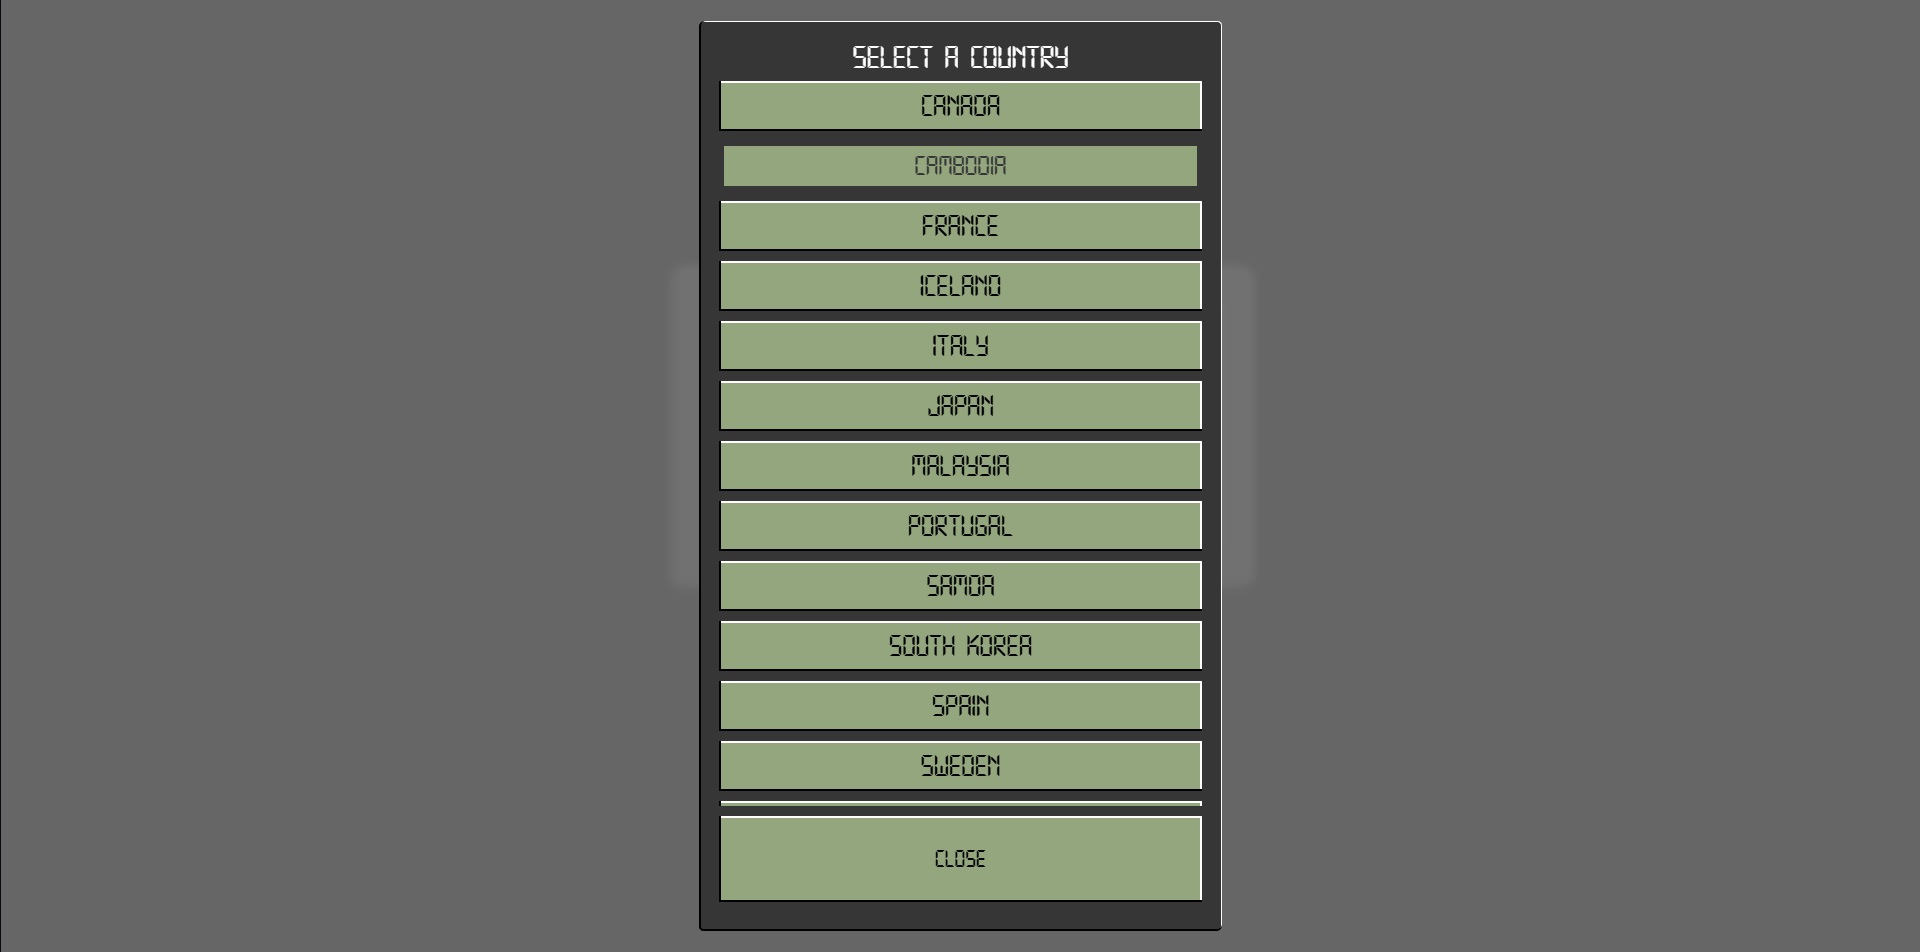 SELECT A COUNTRY
CANADA
CAMBODIA
FRANCE
ICELAND
ITALY
JAPAN
MALAYSIA
PORTUGAL
SAMOA
SOUTH KOREA
SPAIN
SWEDEN
CLOSE